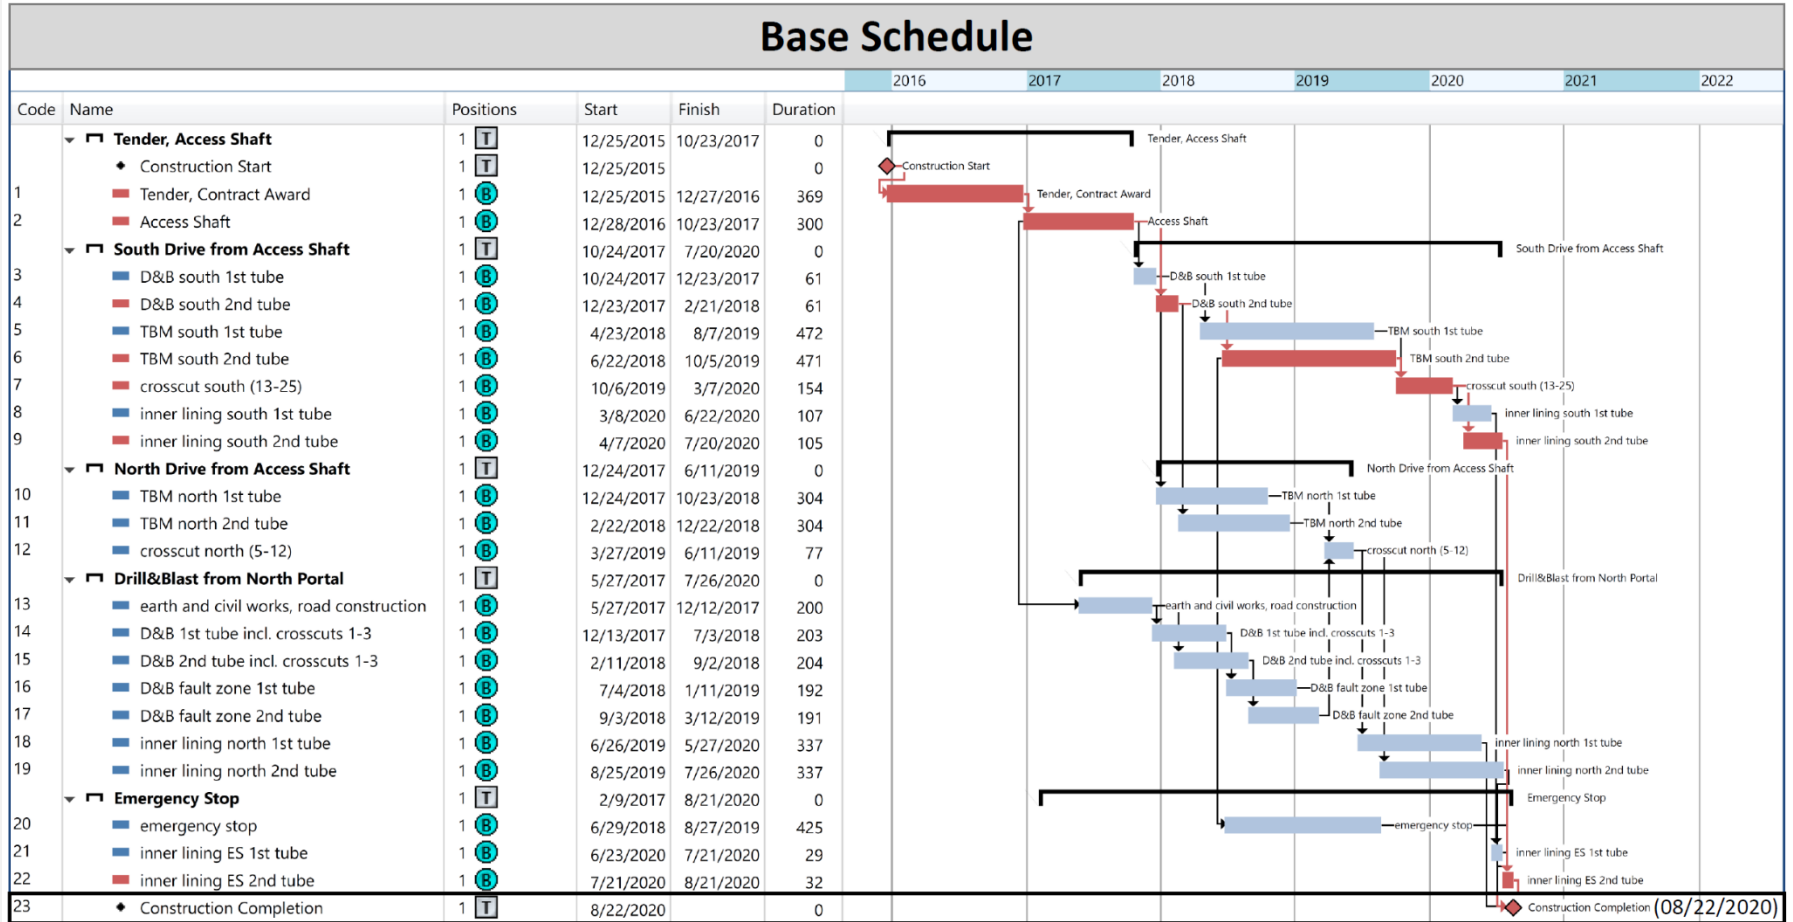 Base Schedule
2016 2017 2018 2019 2020 2021 2022
Code Name Positions Start Finish Duration
Tender, Access Shaft 1 T 12/25/2015 10/23/2017 0 Tender, Access Shaft
Construction Start 1 T 12/25/2015 0 Construction Start
1 Tender, Contract Award 1 B 12/25/2015 12/27/2016 369 Tender, Contract Award
2 Access Shaft 1 B 12/28/2016 10/23/2017 300 Access Shaft
South Drive from Access Shaft 1 T 10/24/2017 7/20/2020 0 South Drive from Access Shaft
3 D&B south 1st tube 1 B 10/24/2017 12/23/2017 61 D&B south 1st tube
4 D&B south 2nd tube 1 B 12/23/2017 2/21/2018 61 D&B south 2nd tube
5 TBM south 1st tube 1 B 4/23/2018 8/7/2019 472 TBM south 1st tube
6 TBM south 2nd tube 1 B 6/22/2018 10/5/2019 471 TBM south 2nd tube
7 crosscut south (13-25) 1 B 10/6/2019 3/7/2020 154 crosscut south (13-25)
8 inner lining south 1st tube 1 B 3/8/2020 6/22/2020 107 inner lining south 1st tube
9 inner lining south 2nd tube 1 B 4/7/2020 7/20/2020 105 inner lining south 2nd tube
North Drive from Access Shaft 1 T 12/24/2017 6/11/2019 0 North Drive from Access Shaft
10 TBM north 1st tube 1 B 12/24/2017 10/23/2018 304 TBM north 1st tube
11 TBM north 2nd tube 1 B 2/22/2018 12/22/2018 304 TBM north 2nd tube
12 crosscut north (5-12) 1 B 3/27/2019 6/11/2019 77 crosscut north (5-12)
Drill&Blast from North Portal 1 T 5/27/2017 7/26/2020 0 Drill&Blast from North Portal
13 earth and civil works, road construction 1 B 5/27/2017 12/12/2017 200 earth and civil works, road construction
14 D&B 1st tube incl. crosscuts 1-3 1 B 12/13/2017 7/3/2018 203 D&B 1st tube incl. crosscuts 1-3
15 D&B 2nd tube incl. crosscuts 1-3 1 B 2/11/2018 9/2/2018 204 D&B 2nd tube incl. crosscuts 1-3
16 D&B fault zone 1st tube 1 B 7/4/2018 1/11/2019 192 D&B fault zone 1st tube
17 D&B fault zone 2nd tube 1 B 9/3/2018 3/12/2019 191 D&B fault zone 2nd tube
18 inner lining north 1st tube 1 B 6/26/2019 5/27/2020 337 inner lining north 1st tube
19 inner lining north 2nd tube 1 B 8/25/2019 7/26/2020 337 inner lining north 2nd tube
Emergency Stop 1 T 2/9/2017 8/21/2020 0 Emergency Stop
20 emergency stop 1 B 6/29/2018 8/27/2019 425 emergency stop
21 inner lining ES 1st tube 1 B 6/23/2020 7/21/2020 29 inner lining ES 1st tube
22 inner lining ES 2nd tube 1 B 7/21/2020 8/21/2020 32 inner lining ES 2nd tube
23 Construction Completion 1 T 8/22/2020 0 Construction Completion (08/22/2020)